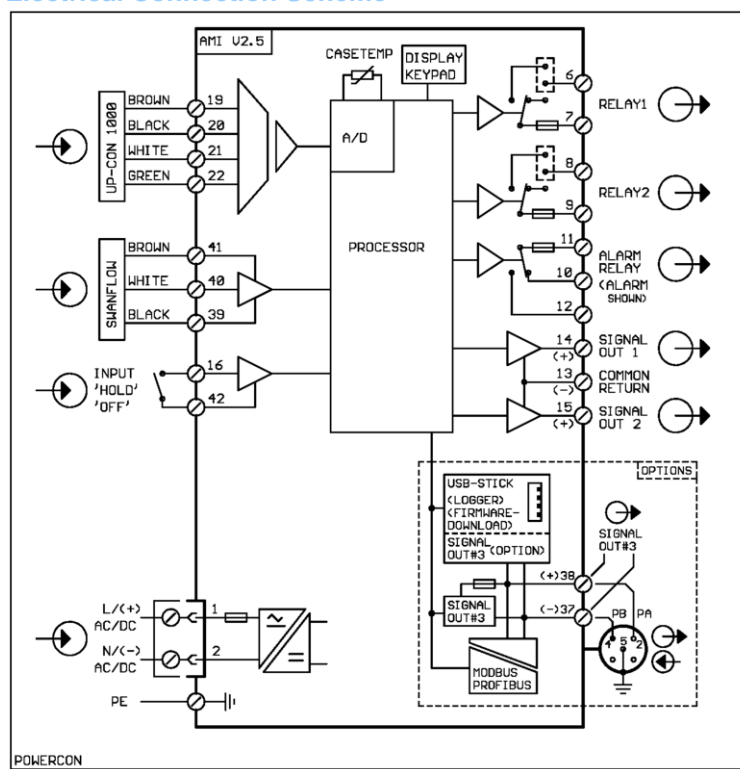 AMI V2.5
CASETEMP
DISPLAY
KEYPAD
A/D
PROCESSOR
UP-CON 1000
BROWN 19
BLACK 20
WHITE 21
GREEN 22
SWANFLOW
BROWN 41
WHITE 40
BLACK 39
INPUT
'HOLD'
'OFF'
16
42
6
RELAY1
7
8
RELAY2
9
11
ALARM
RELAY
(ALARM
SHOWN)
10
12
14
(+)
SIGNAL
OUT 1
13
(-)
COMMON
RETURN
15
(+)
SIGNAL
OUT 2
OPTIONS
USB-STICK
(LOGGER)
(FIRMWARE-
DOWNLOAD)
SIGNAL
OUT#3 (OPTION)
SIGNAL
OUT#3
(+)38
(-)37
SIGNAL
OUT#3
PB PA
4 5 2
MODBUS
PROFIBUS
L/(+)
AC/DC
1
N/(-)
AC/DC
2
PE
POWERCON